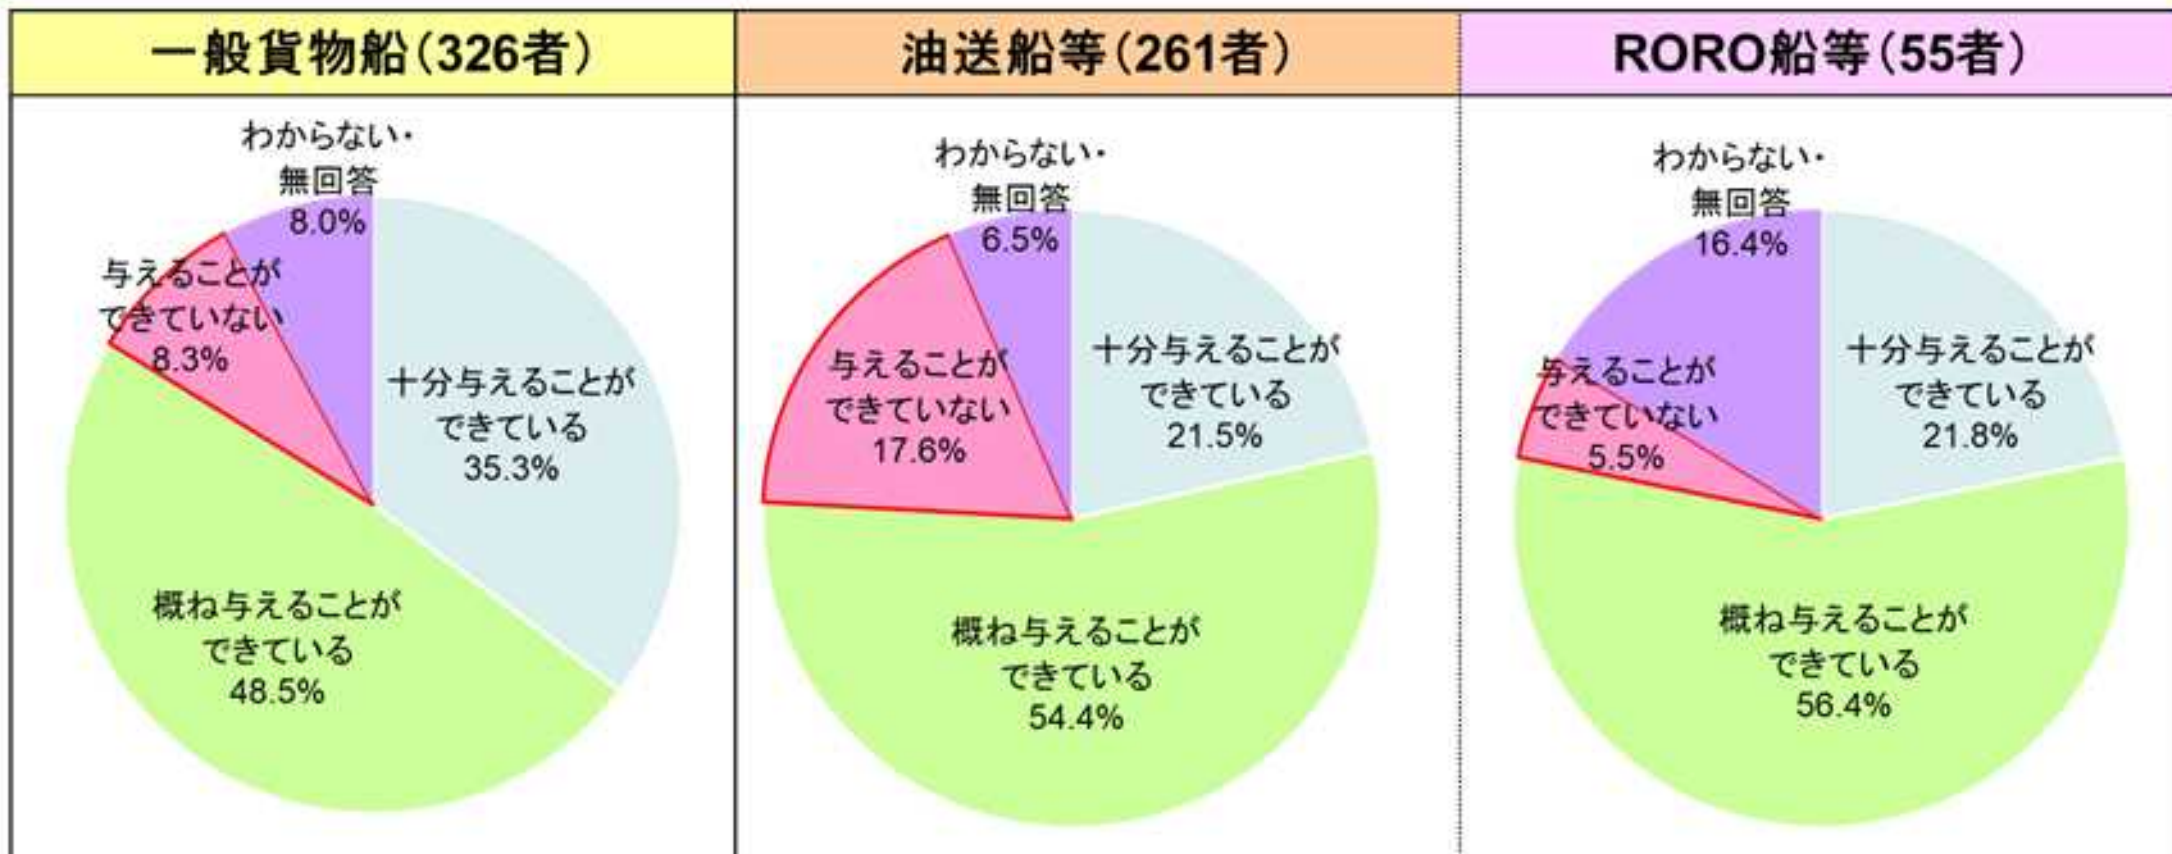 一般貨物船(326者)
油送船等(261者)
RORO船等(55者)
わからない・
無回答
8.0%
与えることが
できていない
8.3%
十分与えることが
できている
35.3%
概ね与えることが
できている
48.5%
わからない・
無回答
6.5%
与えることが
できていない
17.6%
十分与えることが
できている
21.5%
概ね与えることが
できている
54.4%
わからない・
無回答
16.4%
与えることが
できていない
5.5%
十分与えることが
できている
21.8%
概ね与えることが
できている
56.4%